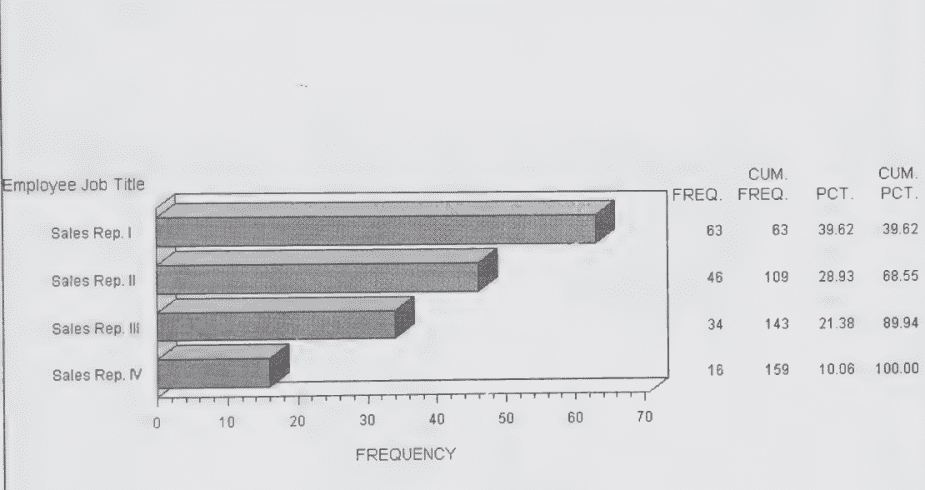 CUM. CUM.
Employee Job Title FREQ. FREQ. PCT. PCT.
Sales Rep. I 63 63 39.62 39.62
Sales Rep. II 46 109 28.93 68.55
Sales Rep. III 34 143 21.38 89.94
Sales Rep. IV 16 159 10.06 100.00
0 10 20 30 40 50 60 70
FREQUENCY